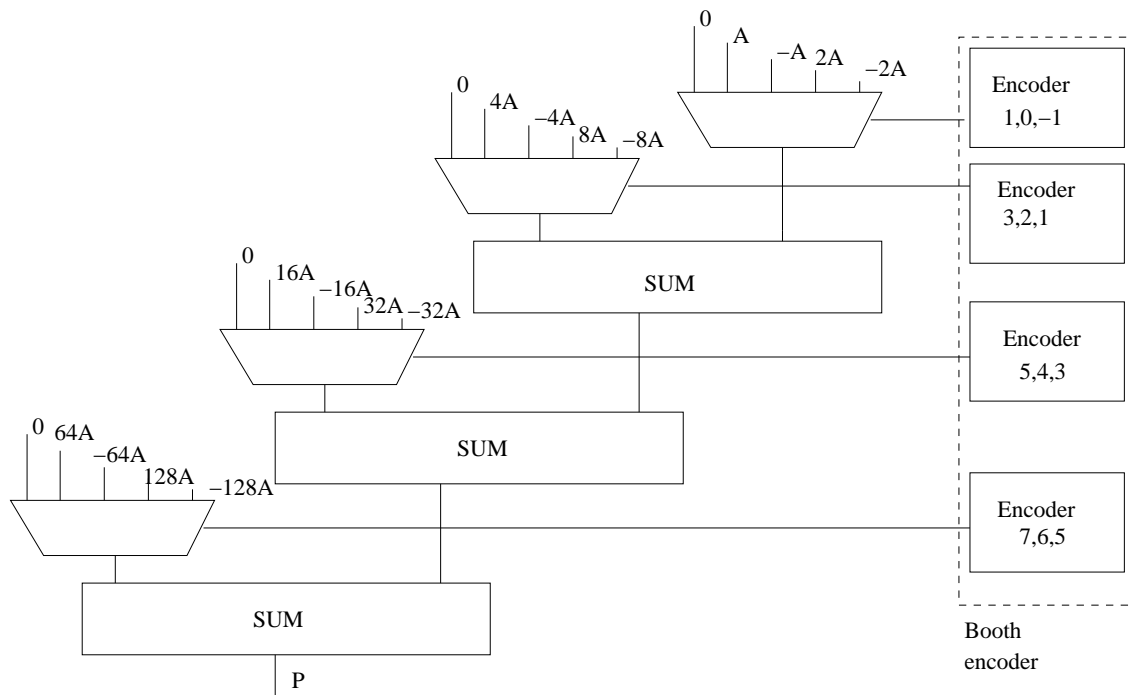 0
A
−A
2A
−2A
Encoder
1,0,−1
0
4A
−4A
8A
−8A
Encoder
3,2,1
SUM
0
16A
−16A
32A
−32A
Encoder
5,4,3
SUM
0
64A
−64A
128A
−128A
Encoder
7,6,5
SUM
Booth
encoder
P